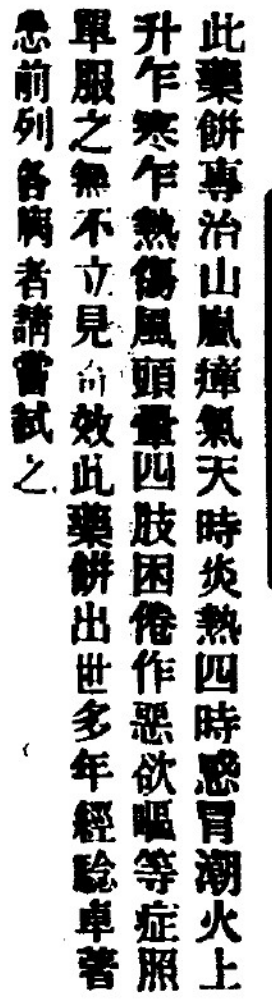 此藥餅專治山嵐瘴氣天時炎熱四時感冒潮火上
升乍寒乍熱傷風頭暈四肢困倦作惡欲嘔等症照
單服之無不立見奇效此藥餅出世多年經驗卓著
患前列各病者請嘗試之